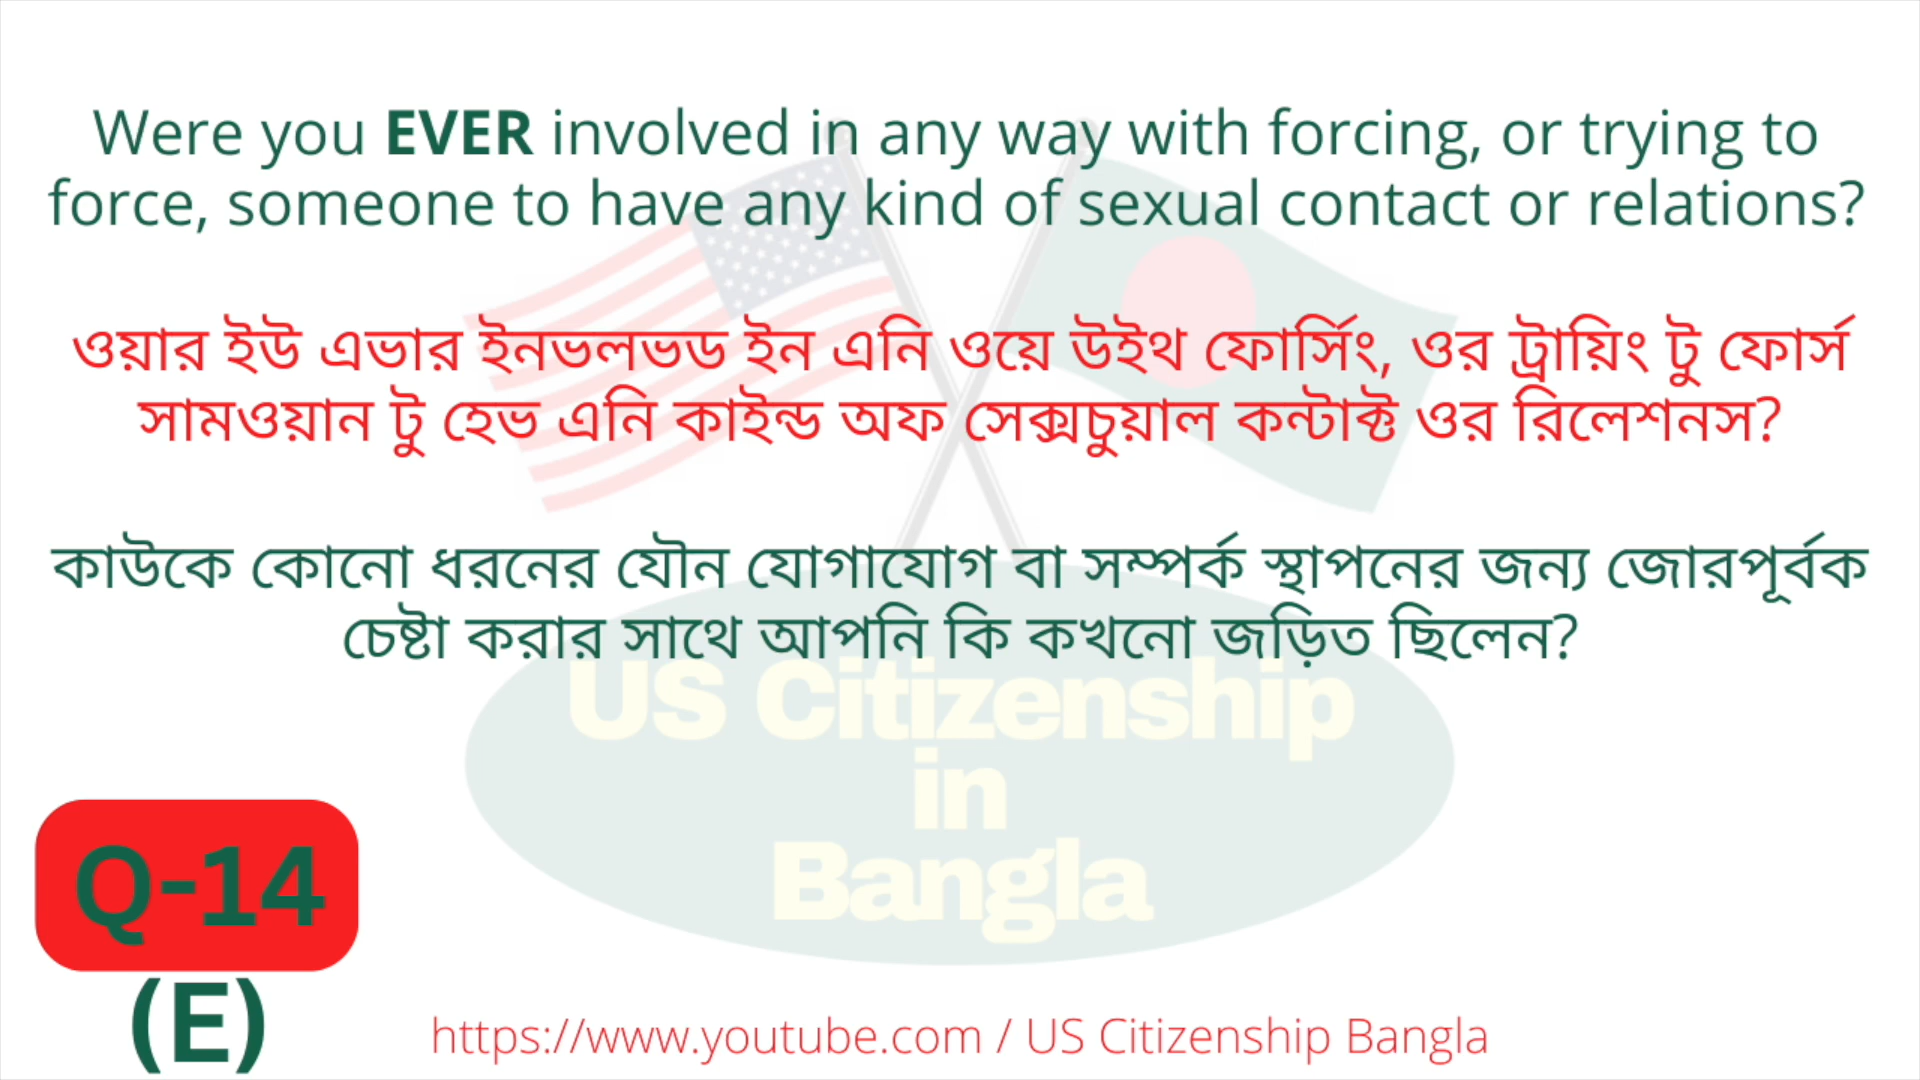 Were you EVER involved in any way with forcing, or trying to
force, someone to have any kind of sexual contact or relations?
ওয়ার ইউ এভার ইনভলভড ইন এনি ওয়ে উইথ ফোর্সিং, ওর ট্রায়িং টু ফোর্স
সামওয়ান টু হেভ এনি কাইন্ড অফ সেক্সচুয়াল কন্টাক্ট ওর রিলেশনস?
কাউকে কোনো ধরনের যৌন যোগাযোগ বা সম্পর্ক স্থাপনের জন্য জোরপূর্বক
চেষ্টা করার সাথে আপনি কি কখনো জড়িত ছিলেন?
US Citizenship
in
Bangla
Q-14
(E)
https://www.youtube.com / US Citizenship Bangla